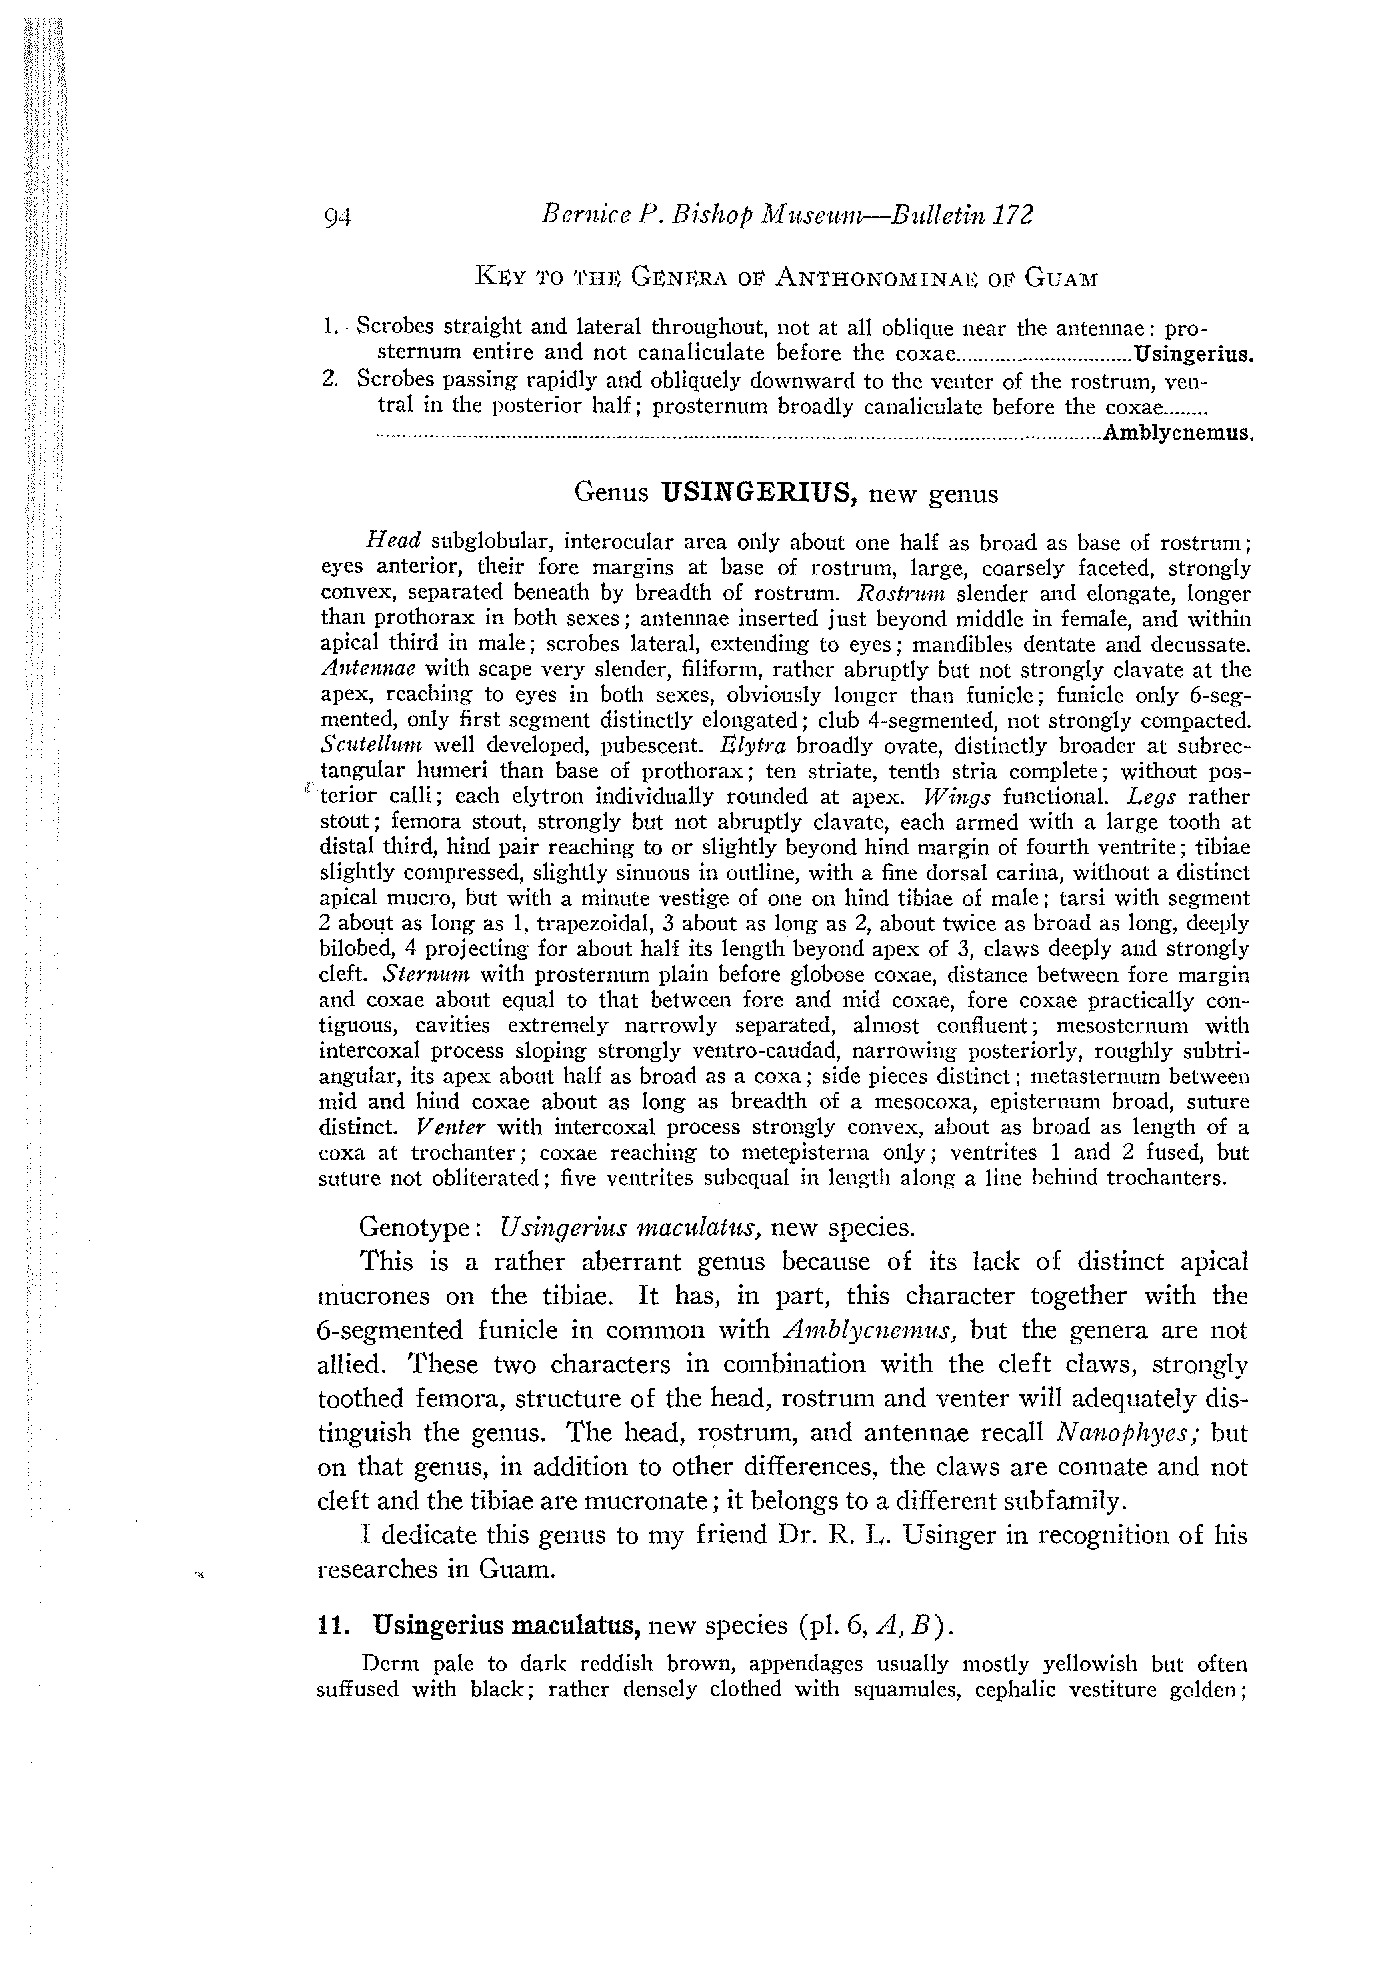 94 Bernice P. Bishop Museum—Bulletin 172
KEY TO THE GENERA OF ANTHONOMINAE OF GUAM
1. Scrobes straight and lateral throughout, not at all oblique near the antennae: pro-
sternum entire and not canaliculate before the coxae..............................Usingerius.
2. Scrobes passing rapidly and obliquely downward to the venter of the rostrum, ven-
tral in the posterior half; prosternum broadly canaliculate before the coxae........
..............................................................................................................................Amblycnemus.
Genus USINGERIUS, new genus
Head subglobular, interocular area only about one half as broad as base of rostrum;
eyes anterior, their fore margins at base of rostrum, large, coarsely faceted, strongly
convex, separated beneath by breadth of rostrum. Rostrum slender and elongate, longer
than prothorax in both sexes; antennae inserted just beyond middle in female, and within
apical third in male; scrobes lateral, extending to eyes; mandibles dentate and decussate.
Antennae with scape very slender, filiform, rather abruptly but not strongly clavate at the
apex, reaching to eyes in both sexes, obviously longer than funicle; funicle only 6-seg-
mented, only first segment distinctly elongated; club 4-segmented, not strongly compacted.
Scutellum well developed, pubescent. Elytra broadly ovate, distinctly broader at subrec-
tangular humeri than base of prothorax; ten striate, tenth stria complete; without pos-
terior calli; each elytron individually rounded at apex. Wings functional. Legs rather
stout; femora stout, strongly but not abruptly clavate, each armed with a large tooth at
distal third, hind pair reaching to or slightly beyond hind margin of fourth ventrite; tibiae
slightly compressed, slightly sinuous in outline, with a fine dorsal carina, without a distinct
apical mucro, but with a minute vestige of one on hind tibiae of male; tarsi with segment
2 about as long as 1, trapezoidal, 3 about as long as 2, about twice as broad as long, deeply
bilobed, 4 projecting for about half its length beyond apex of 3, claws deeply and strongly
cleft. Sternum with prosternum plain before globose coxae, distance between fore margin
and coxae about equal to that between fore and mid coxae, fore coxae practically con-
tiguous, cavities extremely narrowly separated, almost confluent; mesosternum with
intercoxal process sloping strongly ventro-caudad, narrowing posteriorly, roughly subtri-
angular, its apex about half as broad as a coxa; side pieces distinct; metasternum between
mid and hind coxae about as long as breadth of a mesocoxa, episternum broad, suture
distinct. Venter with intercoxal process strongly convex, about as broad as length of a
coxa at trochanter; coxae reaching to metepisterna only; ventrites 1 and 2 fused, but
suture not obliterated; five ventrites subequal in length along a line behind trochanters.
Genotype: Usingerius maculatus, new species.
This is a rather aberrant genus because of its lack of distinct apical
mucrones on the tibiae. It has, in part, this character together with the
6-segmented funicle in common with Amblycnemus, but the genera are not
allied. These two characters in combination with the cleft claws, strongly
toothed femora, structure of the head, rostrum and venter will adequately dis-
tinguish the genus. The head, rostrum, and antennae recall Nanophyes; but
on that genus, in addition to other differences, the claws are connate and not
cleft and the tibiae are mucronate; it belongs to a different subfamily.
I dedicate this genus to my friend Dr. R. L. Usinger in recognition of his
researches in Guam.
11. Usingerius maculatus, new species (pl. 6, A, B).
Derm pale to dark reddish brown, appendages usually mostly yellowish but often
suffused with black; rather densely clothed with squamules, cephalic vestiture golden;